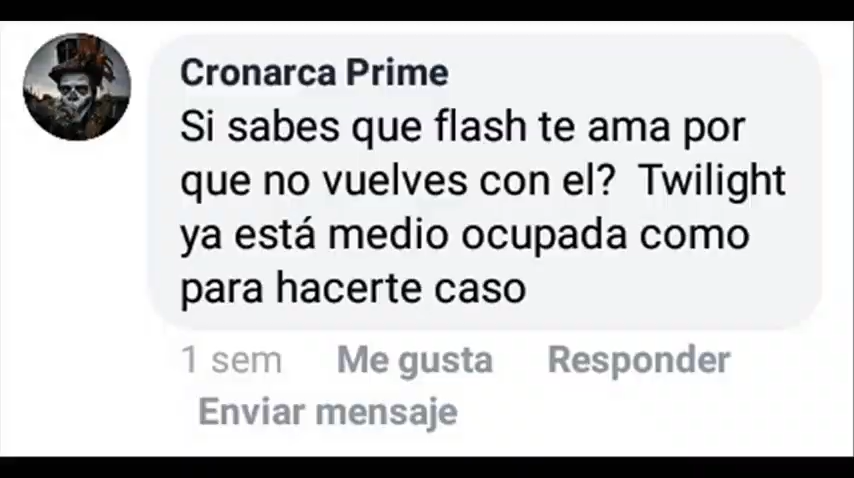 Cronarca Prime
Si sabes que flash te ama por
que no vuelves con el? Twilight
ya está medio ocupada como
para hacerte caso
1 sem Me gusta Responder
Enviar mensaje